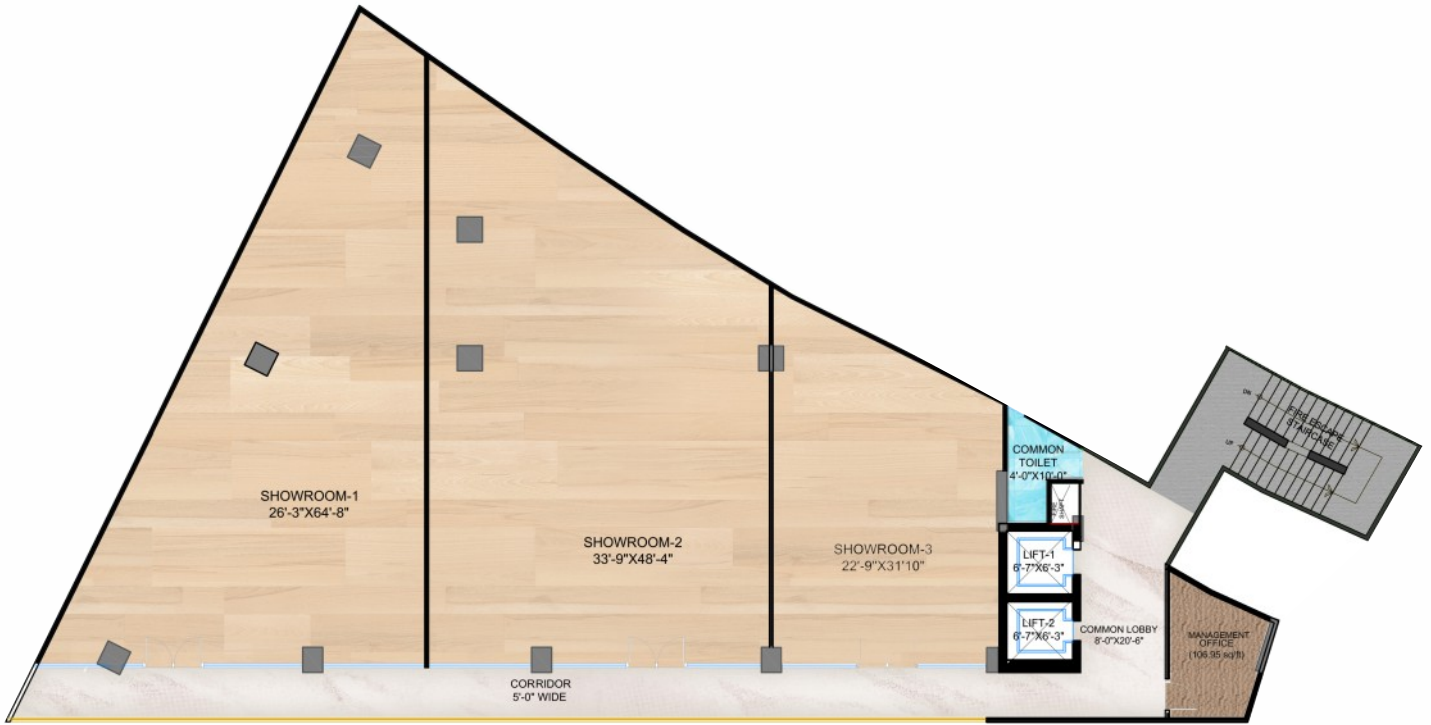 DN
FIRE ESCAPE
STAIRCASE
UP
COMMON
TOILET
4'-0"X10'-0"
SHOWROOM-1
26'-3"X64'-8"
SHOWROOM-2
33'-9"X48'-4"
SHOWROOM-3
22'-9"X31'10"
LIFT-1
6'-7"X6'-3"
LIFT-2
6'-7"X6'-3"
COMMON LOBBY
8'-0"X20'-6"
MANAGEMENT
OFFICE
(106.95 sq/ft)
CORRIDOR
5'-0" WIDE